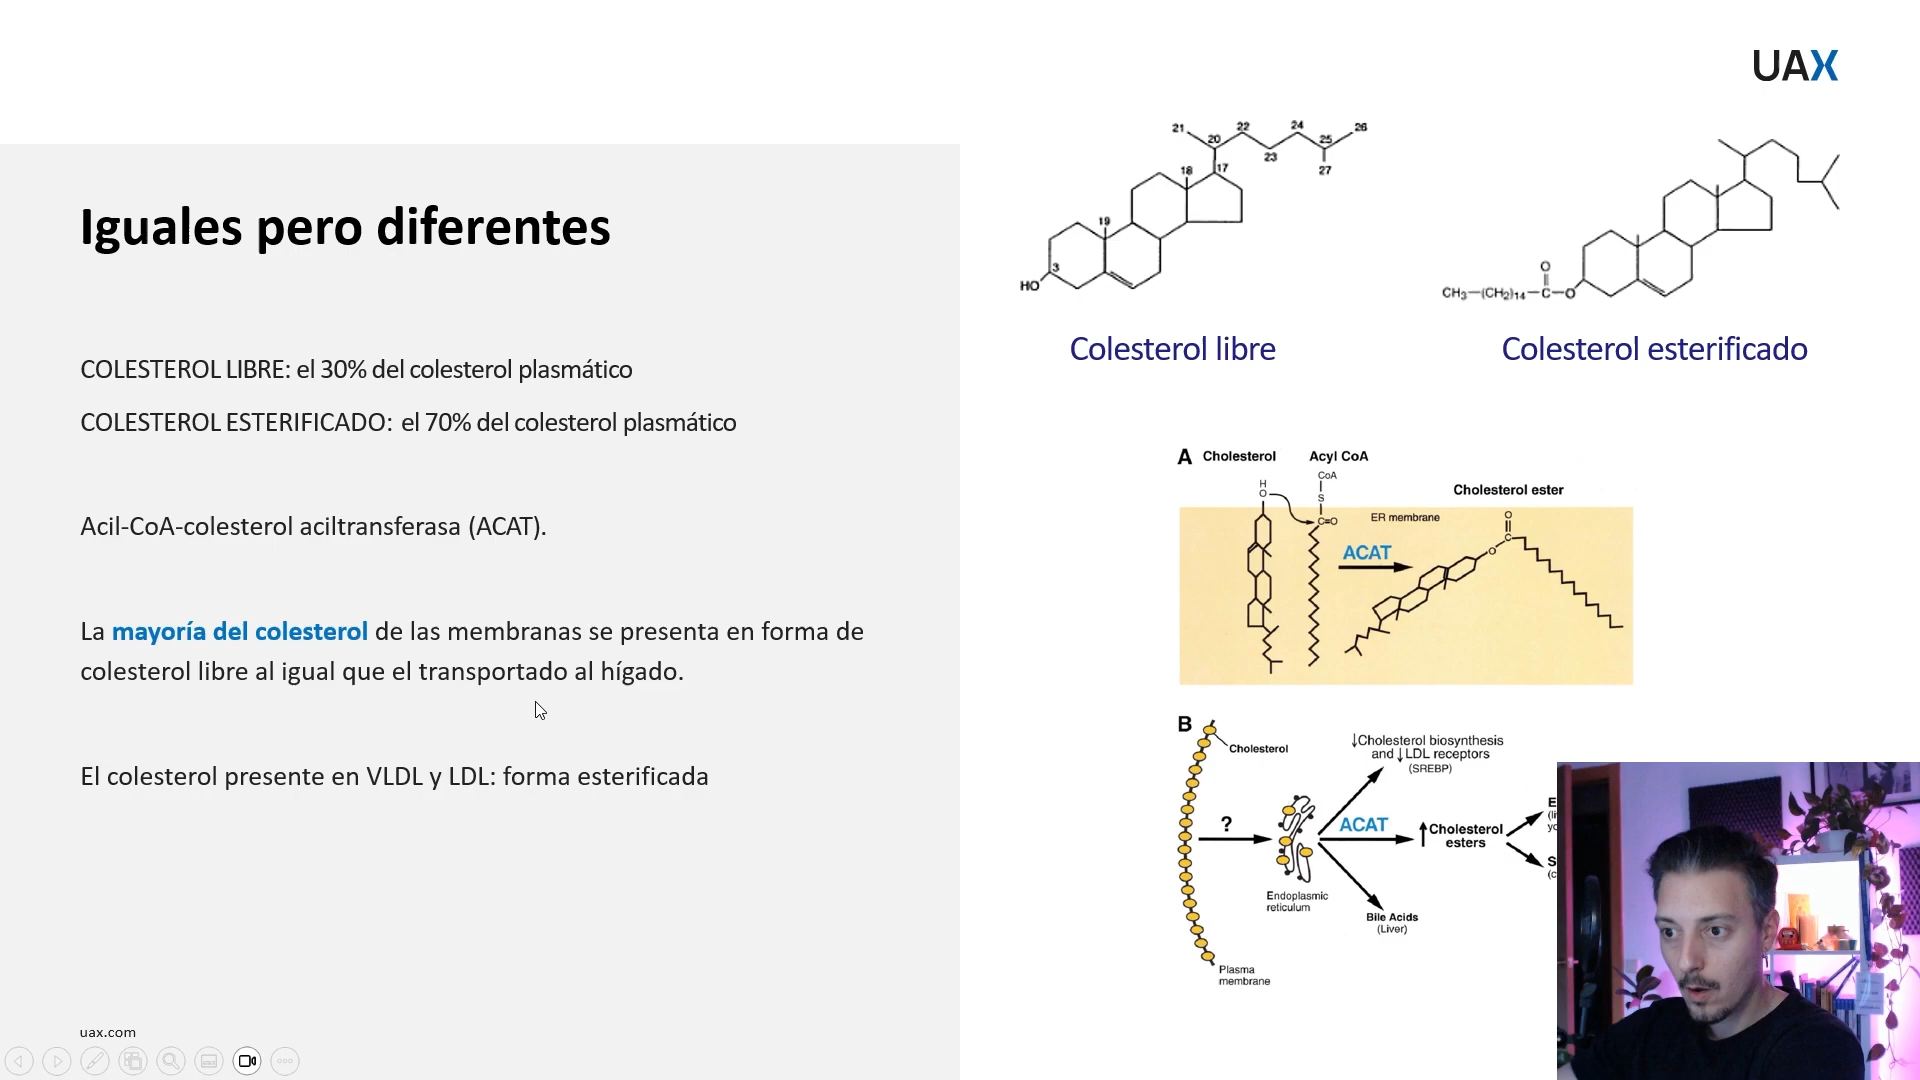 UAX
Iguales pero diferentes
COLESTEROL LIBRE: el 30% del colesterol plasmático
COLESTEROL ESTERIFICADO: el 70% del colesterol plasmático
Acil-CoA-colesterol aciltransferasa (ACAT).
La mayoría del colesterol de las membranas se presenta en forma de
colesterol libre al igual que el transportado al hígado.
El colesterol presente en VLDL y LDL: forma esterificada
uax.com
21
20
22
23
24
25
26
27
18
17
19
3
HO
Colesterol libre
O
CH3—(CH2)14—C—O
Colesterol esterificado
A Cholesterol
Acyl CoA
H
O
CoA
S
C=O
ER membrane
ACAT
Cholesterol ester
O
C
O
B
Cholesterol
?
Endoplasmic
reticulum
Plasma
membrane
↓Cholesterol biosynthesis
and ↓LDL receptors
(SREBP)
ACAT
↑Cholesterol
esters
Bile Acids
(Liver)